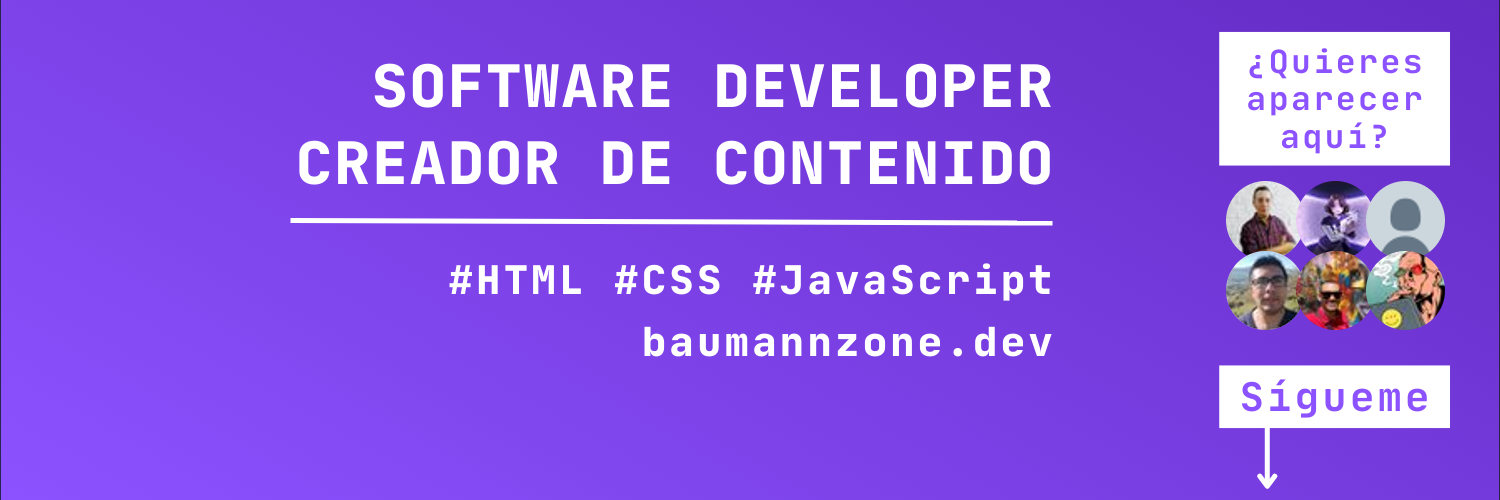 SOFTWARE DEVELOPER
CREADOR DE CONTENIDO
#HTML #CSS #JavaScript
baumannzone.dev
¿Quieres
aparecer
aquí?
Sígueme